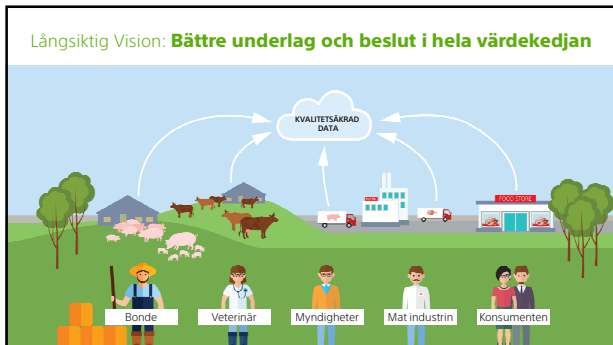 Långsiktig Vision: Bättre underlag och beslut i hela värdekedjan
KVALITETSÄKRAD
DATA
FOOD STORE
Bonde
Veterinär
Myndigheter
Mat industrin
Konsumenten